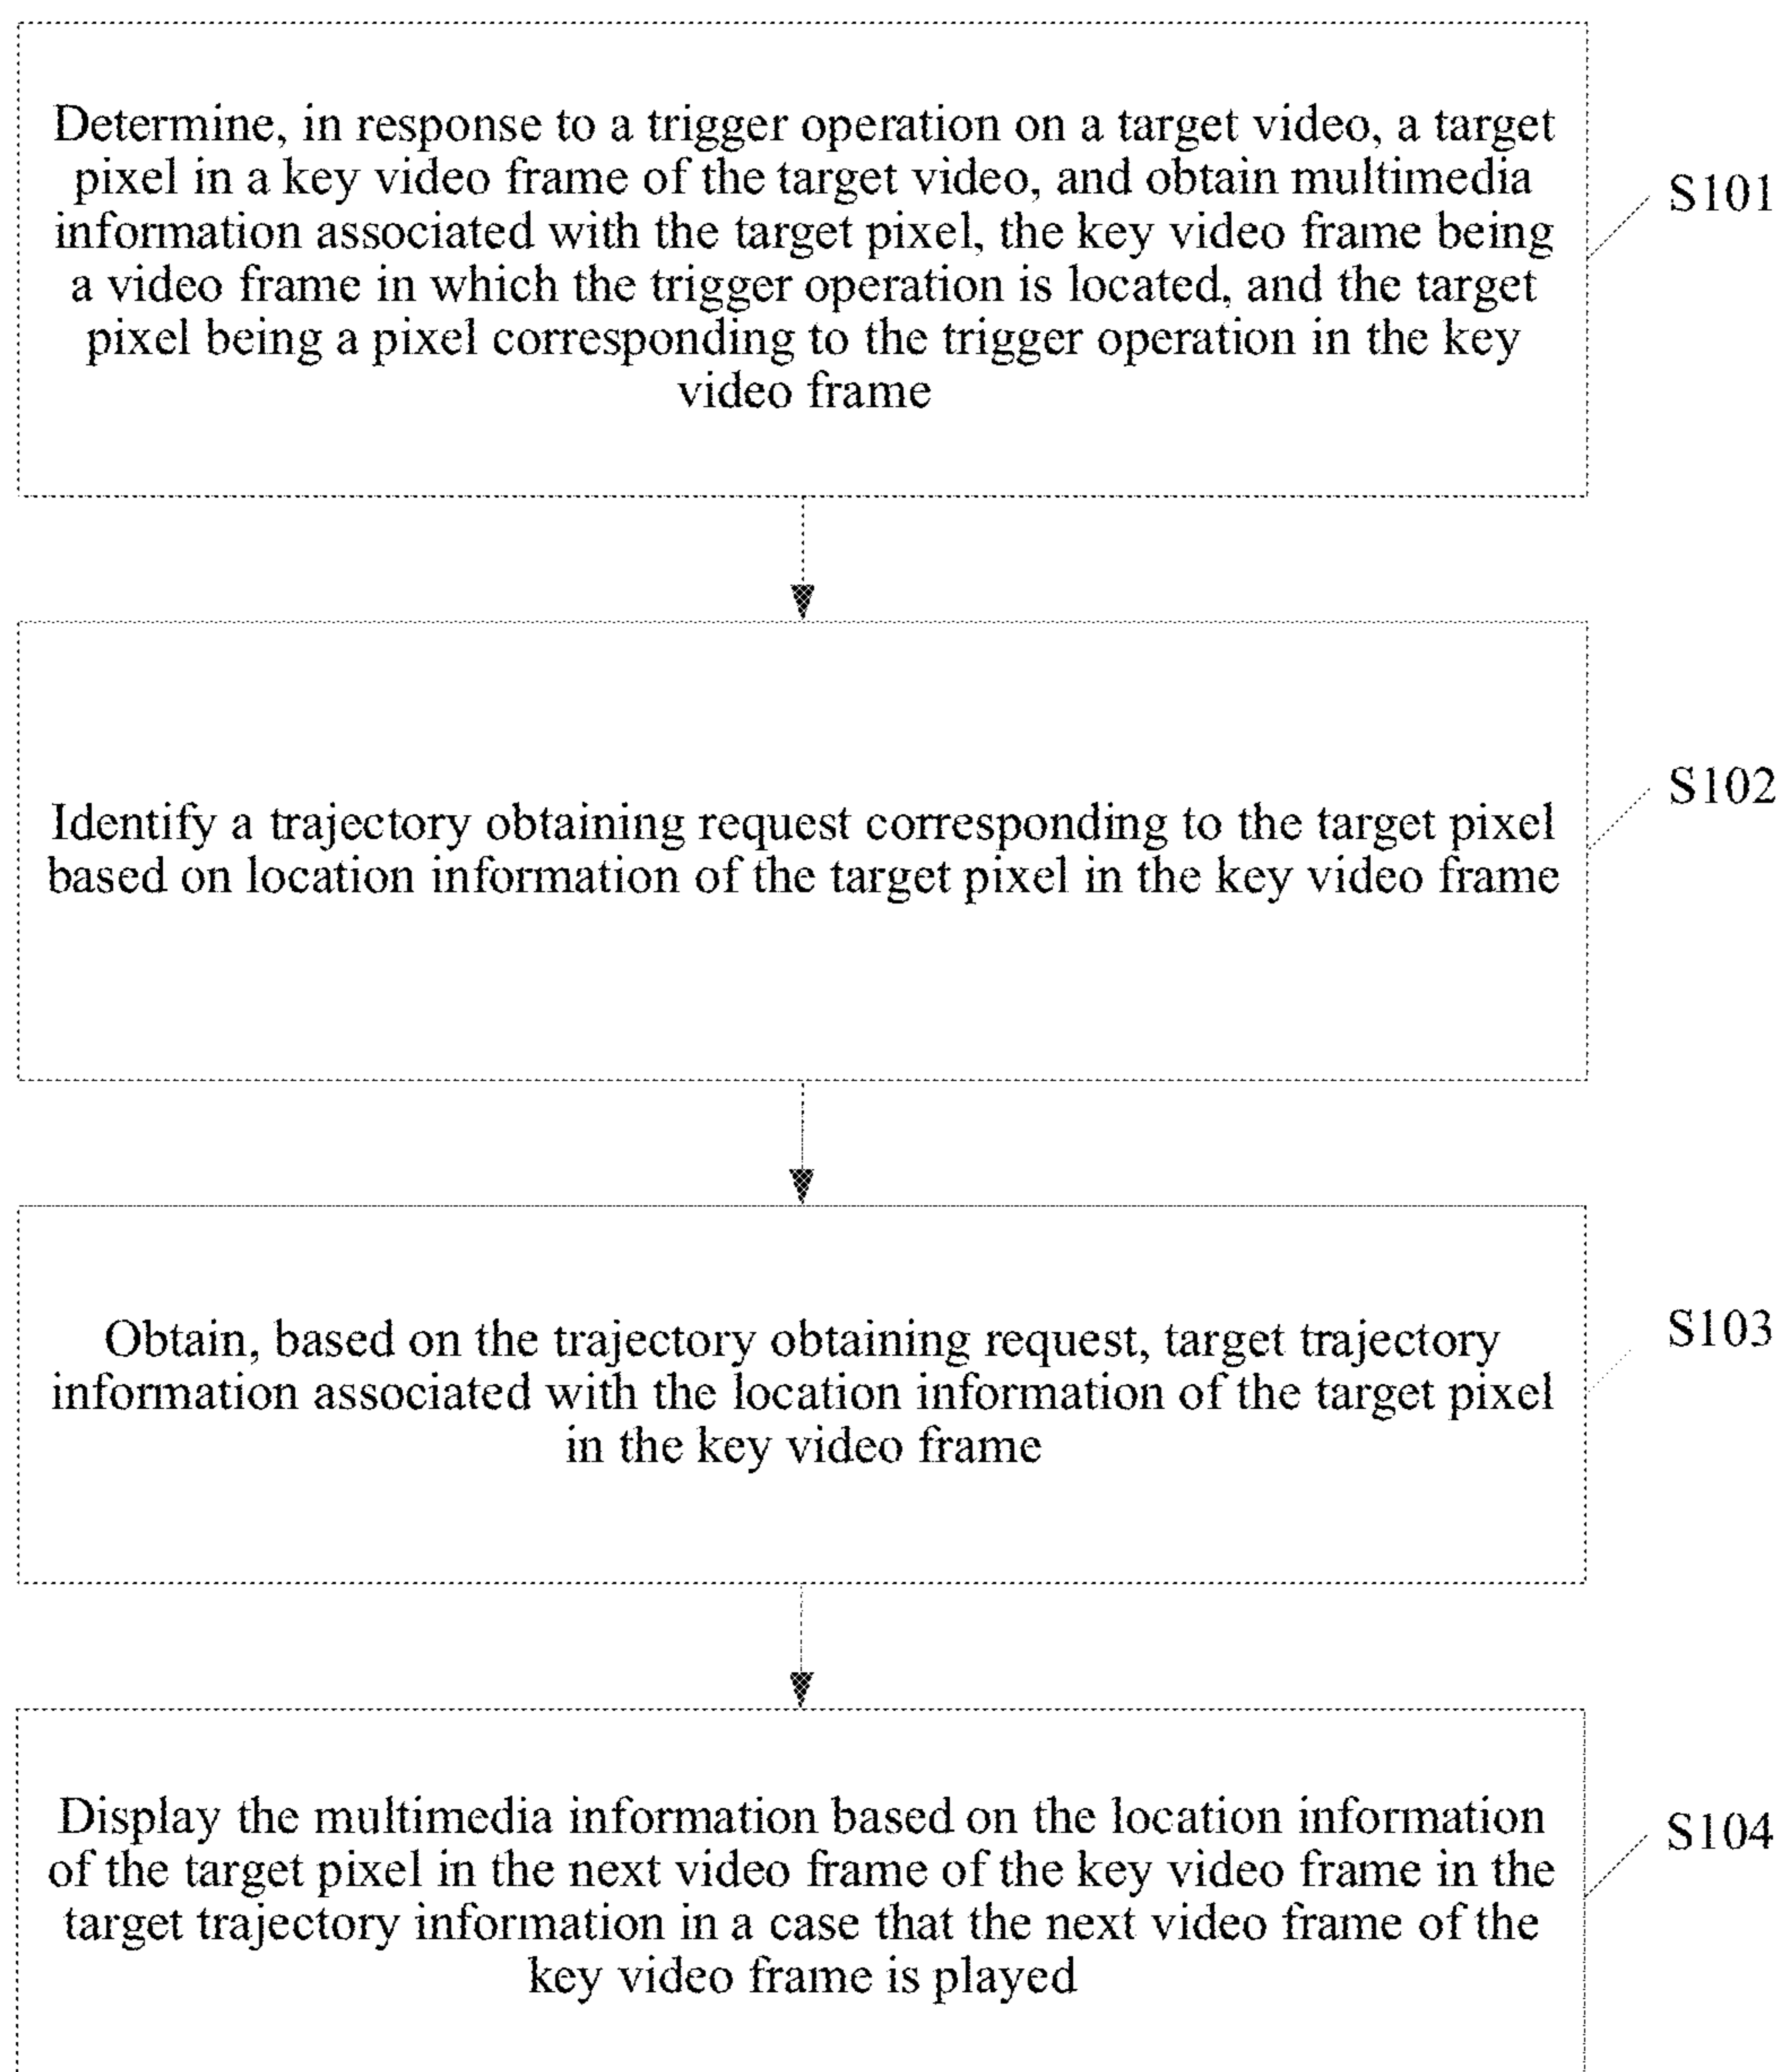 Determine, in response to a trigger operation on a target video, a target
pixel in a key video frame of the target video, and obtain multimedia
information associated with the target pixel, the key video frame being
a video frame in which the trigger operation is located, and the target
pixel being a pixel corresponding to the trigger operation in the key
video frame
S101
Identify a trajectory obtaining request corresponding to the target pixel
based on location information of the target pixel in the key video frame
S102
Obtain, based on the trajectory obtaining request, target trajectory
information associated with the location information of the target pixel
in the key video frame
S103
Display the multimedia information based on the location information
of the target pixel in the next video frame of the key video frame in the
target trajectory information in a case that the next video frame of the
key video frame is played
S104